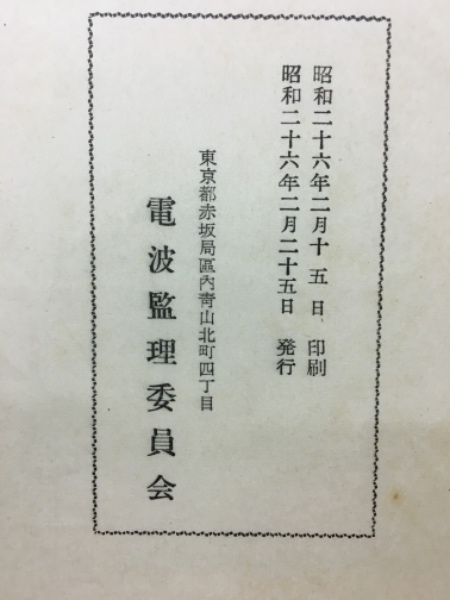 昭和二十六年二月十五日 印刷
昭和二十六年二月二十五日 発行
東京都赤坂局區內青山北町四丁目
電波監理委員会